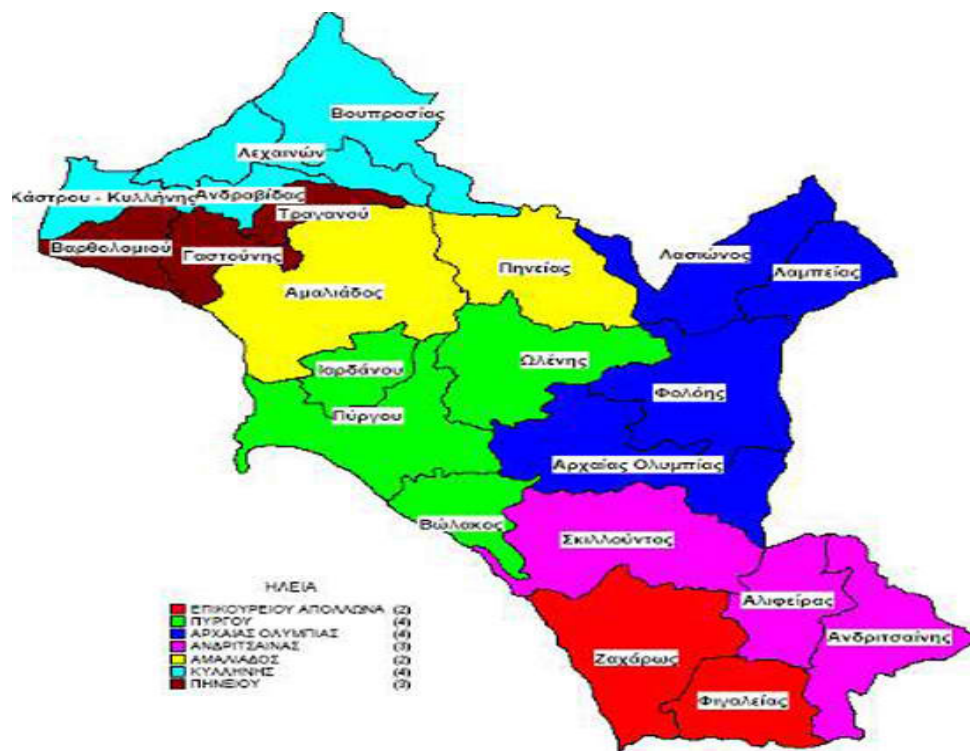 Βουπρασίας
Λεχαινών
Κάστρου - Κυλλήνης
Ανδραβίδας
Τραγανού
Βαρθολομιού
Γαστούνης
Λασιώνος
Λαμπείας
Πηνείας
Αμαλιάδος
Ωλένης
Ιαρδάνου
Φολόης
Πύργου
Αρχαίας Ολυμπίας
Βώλακος
Σκιλλούντος
Αλιφείρας
Ανδριτσαίνης
Ζαχάρως
Φιγαλείας
ΗΛΕΙΑ
ΕΠΙΚΟΥΡΕΙΟΥ ΑΠΟΛΛΩΝΑ (2)
ΠΥΡΓΟΥ (4)
ΑΡΧΑΙΑΣ ΟΛΥΜΠΙΑΣ (4)
ΑΝΔΡΙΤΣΑΙΝΑΣ (3)
ΑΜΑΛΙΑΔΟΣ (2)
ΚΥΛΛΗΝΗΣ (4)
ΠΗΝΕΙΟΥ (3)